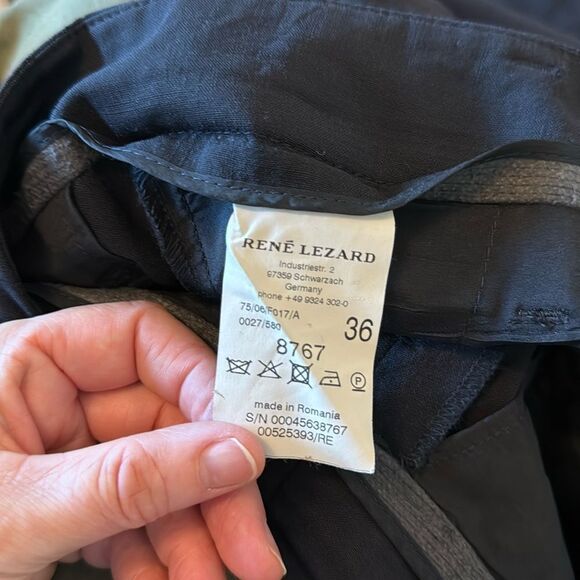 RENÉ LEZARD
Industriestr. 2
97359 Schwarzach
Germany
phone +49 9324 302-0
75/06/F017/A
0027/580
36
8767
P
made in Romania
S/N 00045638767
00525393/RE